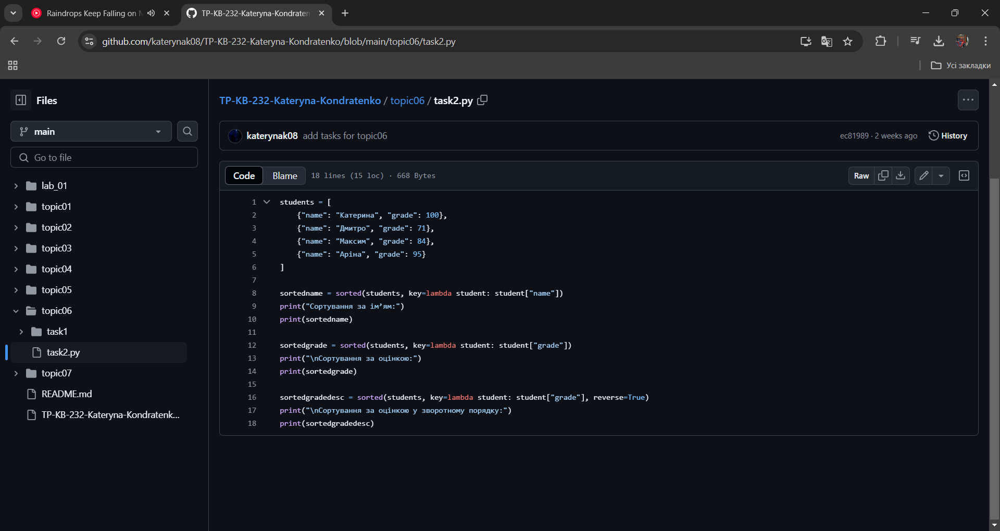 Raindrops Keep Falling on M
TP-KB-232-Kateryna-Kondraten
github.com/katerynak08/TP-KB-232-Kateryna-Kondratenko/blob/main/topic06/task2.py
Усі закладки
Files
main
Go to file
lab_01
topic01
topic02
topic03
topic04
topic05
topic06
task1
task2.py
topic07
README.md
TP-KB-232-Kateryna-Kondratenk...
TP-KB-232-Kateryna-Kondratenko / topic06 / task2.py
katerynak08 add tasks for topic06
ec81989 · 2 weeks ago History
Code Blame 18 lines (15 loc) · 668 Bytes
Raw
1 students = [
2 {"name": "Катерина", "grade": 100},
3 {"name": "Дмитро", "grade": 71},
4 {"name": "Максим", "grade": 84},
5 {"name": "Аріна", "grade": 95}
6 ]
7
8 sortedname = sorted(students, key=lambda student: student["name"])
9 print("Сортування за ім’ям:")
10 print(sortedname)
11
12 sortedgrade = sorted(students, key=lambda student: student["grade"])
13 print("\nСортування за оцінкою:")
14 print(sortedgrade)
15
16 sortedgradedesc = sorted(students, key=lambda student: student["grade"], reverse=True)
17 print("\nСортування за оцінкою у зворотному порядку:")
18 print(sortedgradedesc)